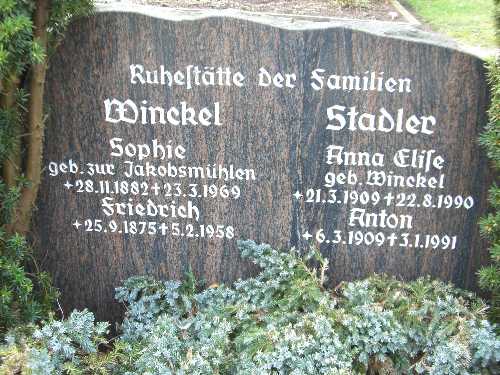 Ruheſtätte der Familien
Winckel
Sophie
geb. zur Jakobsmühlen
*28.11.1882 ✝ 23.3.1969
Friedrich
*25.9.1875 ✝ 5.2.1958
Stadler
Anna Eliſe
geb. Winckel
*21.3.1909 ✝ 22.8.1990
Anton
*6.3.1909 ✝ 3.1.1991